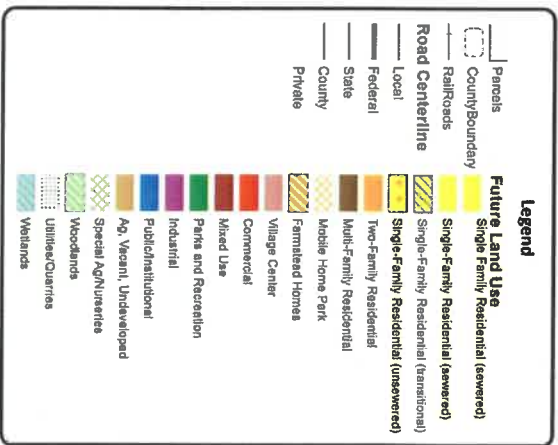 Legend
Parcels
CountyBoundary
RailRoads
Road Centerline
Local
Federal
State
County
Private
Future Land Use
Single Family Residential (sewered)
Single-Family Residential (sewered)
Single-Family Residential (transitional)
Single-Family Residential (unsewered)
Two-Family Residential
Multi-Family Residential
Mobile Home Park
Farmstead Homes
Village Center
Commercial
Mixed Use
Parks and Recreation
Industrial
Public/Institutional
Ag, Vacant, Undeveloped
Special Ag/Nurseries
Woodlands
Utilities/Quarries
Wetlands